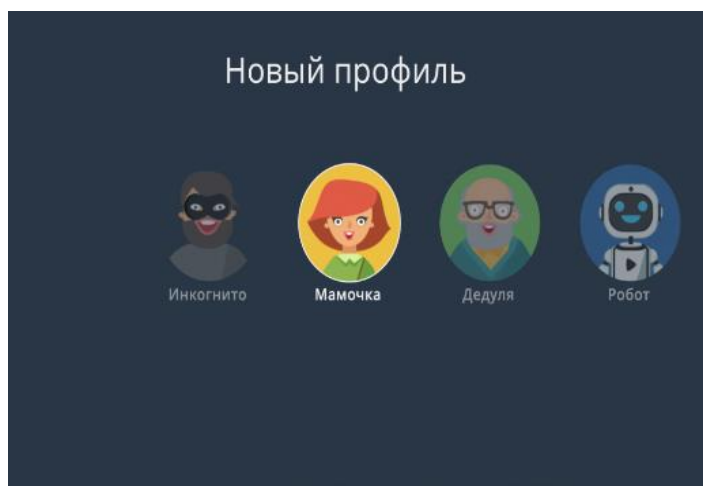 Новый профиль
Инкогнито
Мамочка
Дедуля
Робот